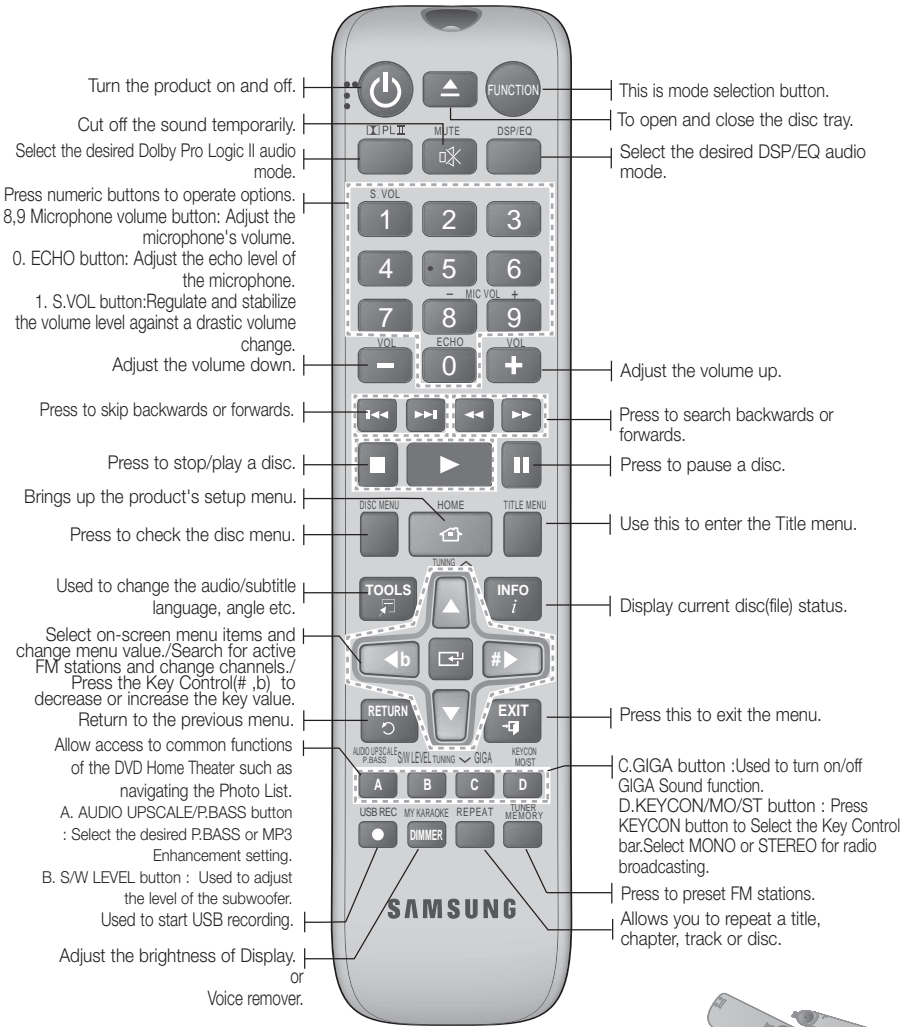 Turn the product on and off.
Cut off the sound temporarily.
Select the desired Dolby Pro Logic II audio
mode.
Press numeric buttons to operate options.
8,9 Microphone volume button: Adjust the
microphone's volume.
0. ECHO button: Adjust the echo level of
the microphone.
1. S.VOL button:Regulate and stabilize
the volume level against a drastic volume
change.
Adjust the volume down.
Press to skip backwards or forwards.
Press to stop/play a disc.
Brings up the product's setup menu.
Press to check the disc menu.
Used to change the audio/subtitle
language, angle etc.
Select on-screen menu items and
change menu value./Search for active
FM stations and change channels./
Press the Key Control(# ,b) to
decrease or increase the key value.
Return to the previous menu.
Allow access to common functions
of the DVD Home Theater such as
navigating the Photo List.
A. AUDIO UPSCALE/P.BASS button
: Select the desired P.BASS or MP3
Enhancement setting.
B. S/W LEVEL button : Used to adjust
the level of the subwoofer.
Used to start USB recording.
Adjust the brightness of Display.
or
Voice remover.
FUNCTION
PL II MUTE DSP/EQ
S. VOL
1 2 3
4 5 6
− MIC VOL +
7 8 9
VOL ECHO VOL
− 0 +
DISC MENU HOME TITLE MENU
TUNING
TOOLS INFO
i
b #
RETURN EXIT
AUDIO UPSCALE S/W LEVEL TUNING GIGA KEYCON
P.BASS MO/ST
A B C D
USB REC MY KARAOKE REPEAT TUNER
MEMORY
DIMMER
SAMSUNG
This is mode selection button.
To open and close the disc tray.
Select the desired DSP/EQ audio
mode.
Adjust the volume up.
Press to search backwards or
forwards.
Press to pause a disc.
Use this to enter the Title menu.
Display current disc(file) status.
Press this to exit the menu.
C.GIGA button :Used to turn on/off
GIGA Sound function.
D.KEYCON/MO/ST button : Press
KEYCON button to Select the Key Control
bar.Select MONO or STEREO for radio
broadcasting.
Press to preset FM stations.
Allows you to repeat a title,
chapter, track or disc.